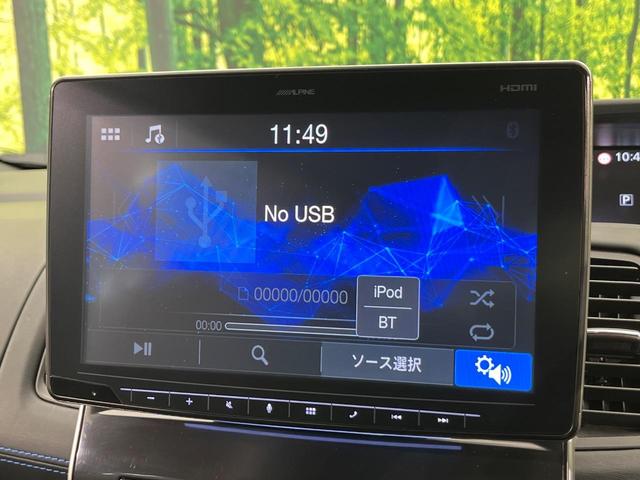 ALPINE
HDMI
11:49
10:4
P
No USB
00000/00000
iPod
00:00
BT
ソース選択